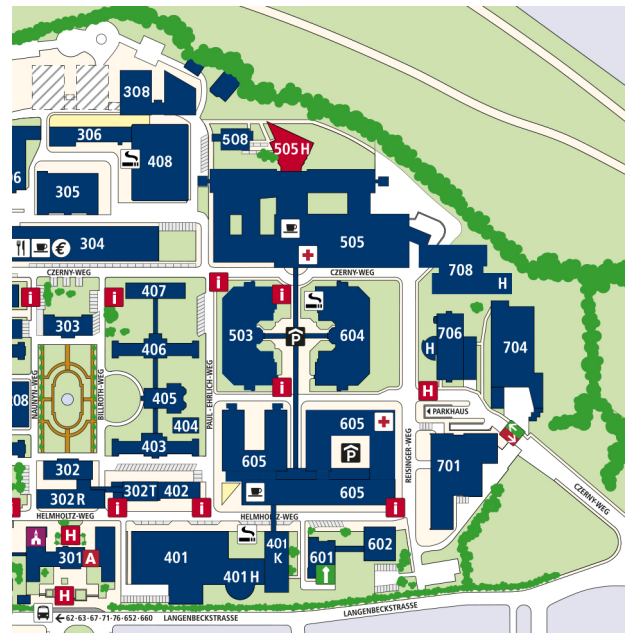 308
306
408
508
505 H
06
305
304
€
505
CZERNY-WEG
CZERNY-WEG
708
H
i
407
i
i
i
303
503
P
604
706
H
704
406
NAUNYN-WEG
BILLROTH-WEG
PAUL-EHRLICH-WEG
08
405
404
i
H
PARKHAUS
403
605
605
P
REISINGER-WEG
701
302
302R
302T
402
605
CZERNY-WEG
i
i
i
i
HELMHOLTZ-WEG
HELMHOLTZ-WEG
H
301
A
401
401
K
601
602
401H
H
62-63-67-71-76-652-660
LANGENBECKSTRASSE
LANGENBECKSTRASSE